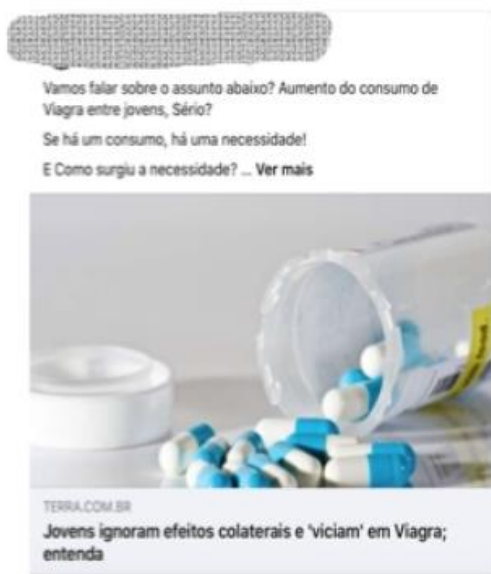 Vamos falar sobre o assunto abaixo? Aumento do consumo de
Viagra entre jovens, Sério?
Se há um consumo, há uma necessidade!
E Como surgiu a necessidade? ... Ver mais
TERRA.COM.BR
Jovens ignoram efeitos colaterais e 'viciam' em Viagra;
entenda